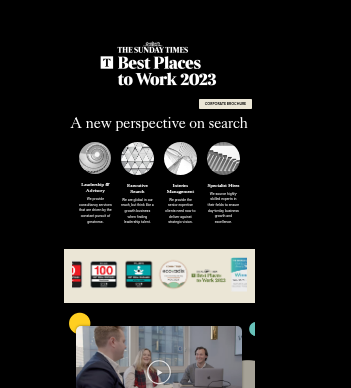 THE SUNDAY TIMES
T Best Places
to Work 2023
CORPORATE BROCHURE
A new perspective on search
Leadership &
Advisory
We provide
consultancy services
that are driven by the
constant pursuit of
greatness.
Executive
Search
We are global in our
reach, but think like a
growth business
when finding
leadership talent.
Interim
Management
We provide the
senior expertise
clients need now to
deliver against
strategic vision.
Specialist Hires
We source highly
skilled experts in
their fields to ensure
day-to-day business
growth and
excellence.
100
ecovadis
Best Places
to Work 2023